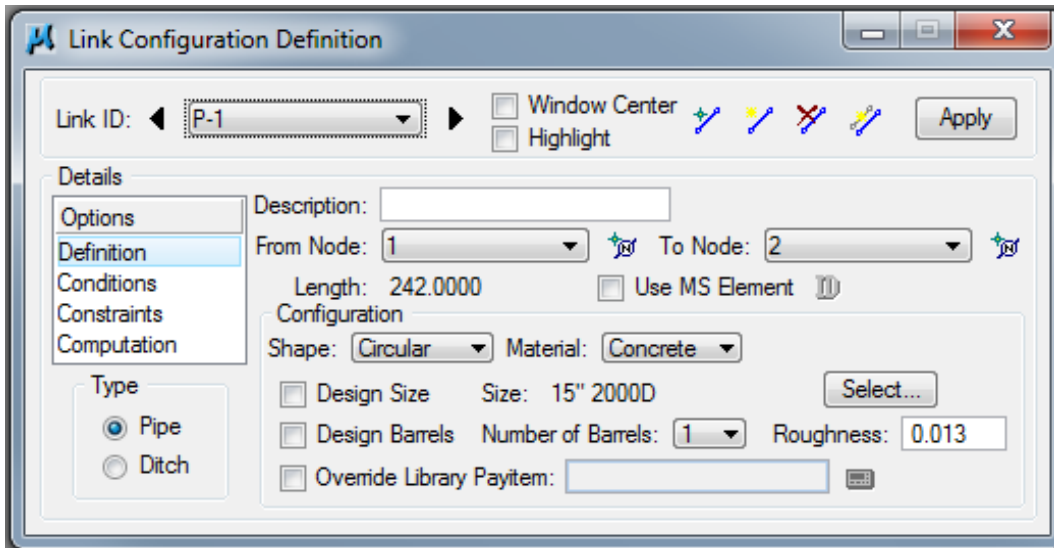 Link Configuration Definition
Link ID: P-1 Window Center Apply
Highlight
Details
Options
Definition
Conditions
Constraints
Computation
Description:
From Node: 1 To Node: 2
Length: 242.0000 Use MS Element
Configuration
Shape: Circular Material: Concrete
Design Size Size: 15" 2000D Select...
Design Barrels Number of Barrels: 1 Roughness: 0.013
Override Library Payitem:
Type
Pipe
Ditch